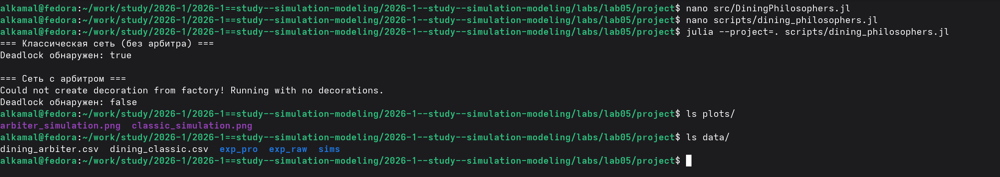 alkamal@fedora:~/work/study/2026-1/2026-1==study--simulation-modeling/2026-1--study--simulation-modeling/labs/lab05/project$ nano src/DiningPhilosophers.jl
alkamal@fedora:~/work/study/2026-1/2026-1==study--simulation-modeling/2026-1--study--simulation-modeling/labs/lab05/project$ nano scripts/dining_philosophers.jl
alkamal@fedora:~/work/study/2026-1/2026-1==study--simulation-modeling/2026-1--study--simulation-modeling/labs/lab05/project$ julia --project=. scripts/dining_philosophers.jl
=== Классическая сеть (без арбитра) ===
Deadlock обнаружен: true
=== Сеть с арбитром ===
Could not create decoration from factory! Running with no decorations.
Deadlock обнаружен: false
alkamal@fedora:~/work/study/2026-1/2026-1==study--simulation-modeling/2026-1--study--simulation-modeling/labs/lab05/project$ ls plots/
arbiter_simulation.png  classic_simulation.png
alkamal@fedora:~/work/study/2026-1/2026-1==study--simulation-modeling/2026-1--study--simulation-modeling/labs/lab05/project$ ls data/
dining_arbiter.csv  dining_classic.csv  exp_pro  exp_raw  sims
alkamal@fedora:~/work/study/2026-1/2026-1==study--simulation-modeling/2026-1--study--simulation-modeling/labs/lab05/project$